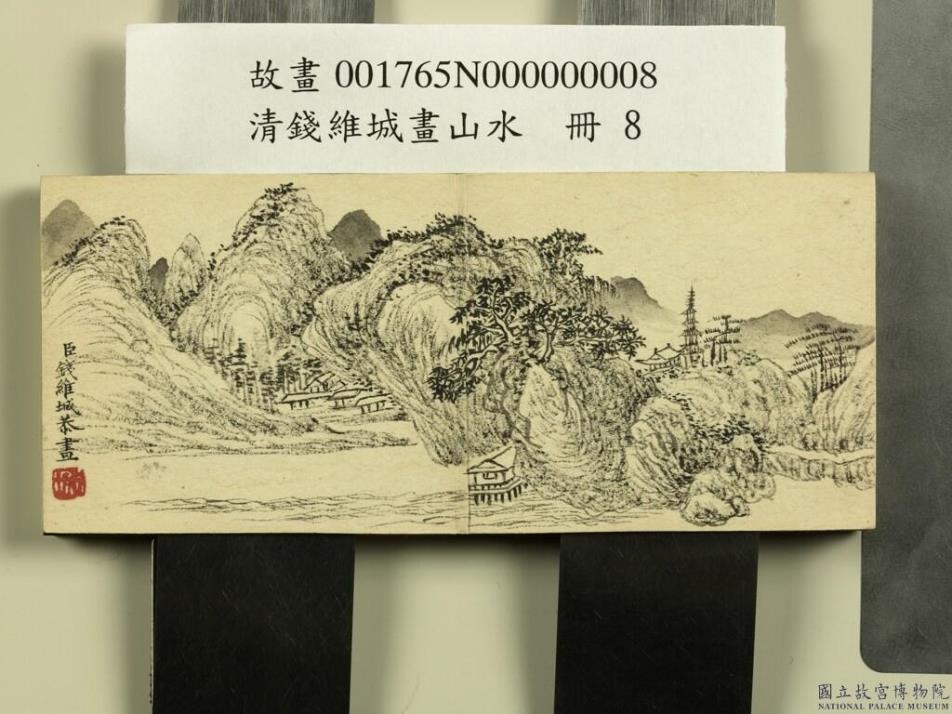 故畫 001765N000000008
清錢維城畫山水　冊 8
臣錢維城恭畫
國立故宮博物院
NATIONAL PALACE MUSEUM